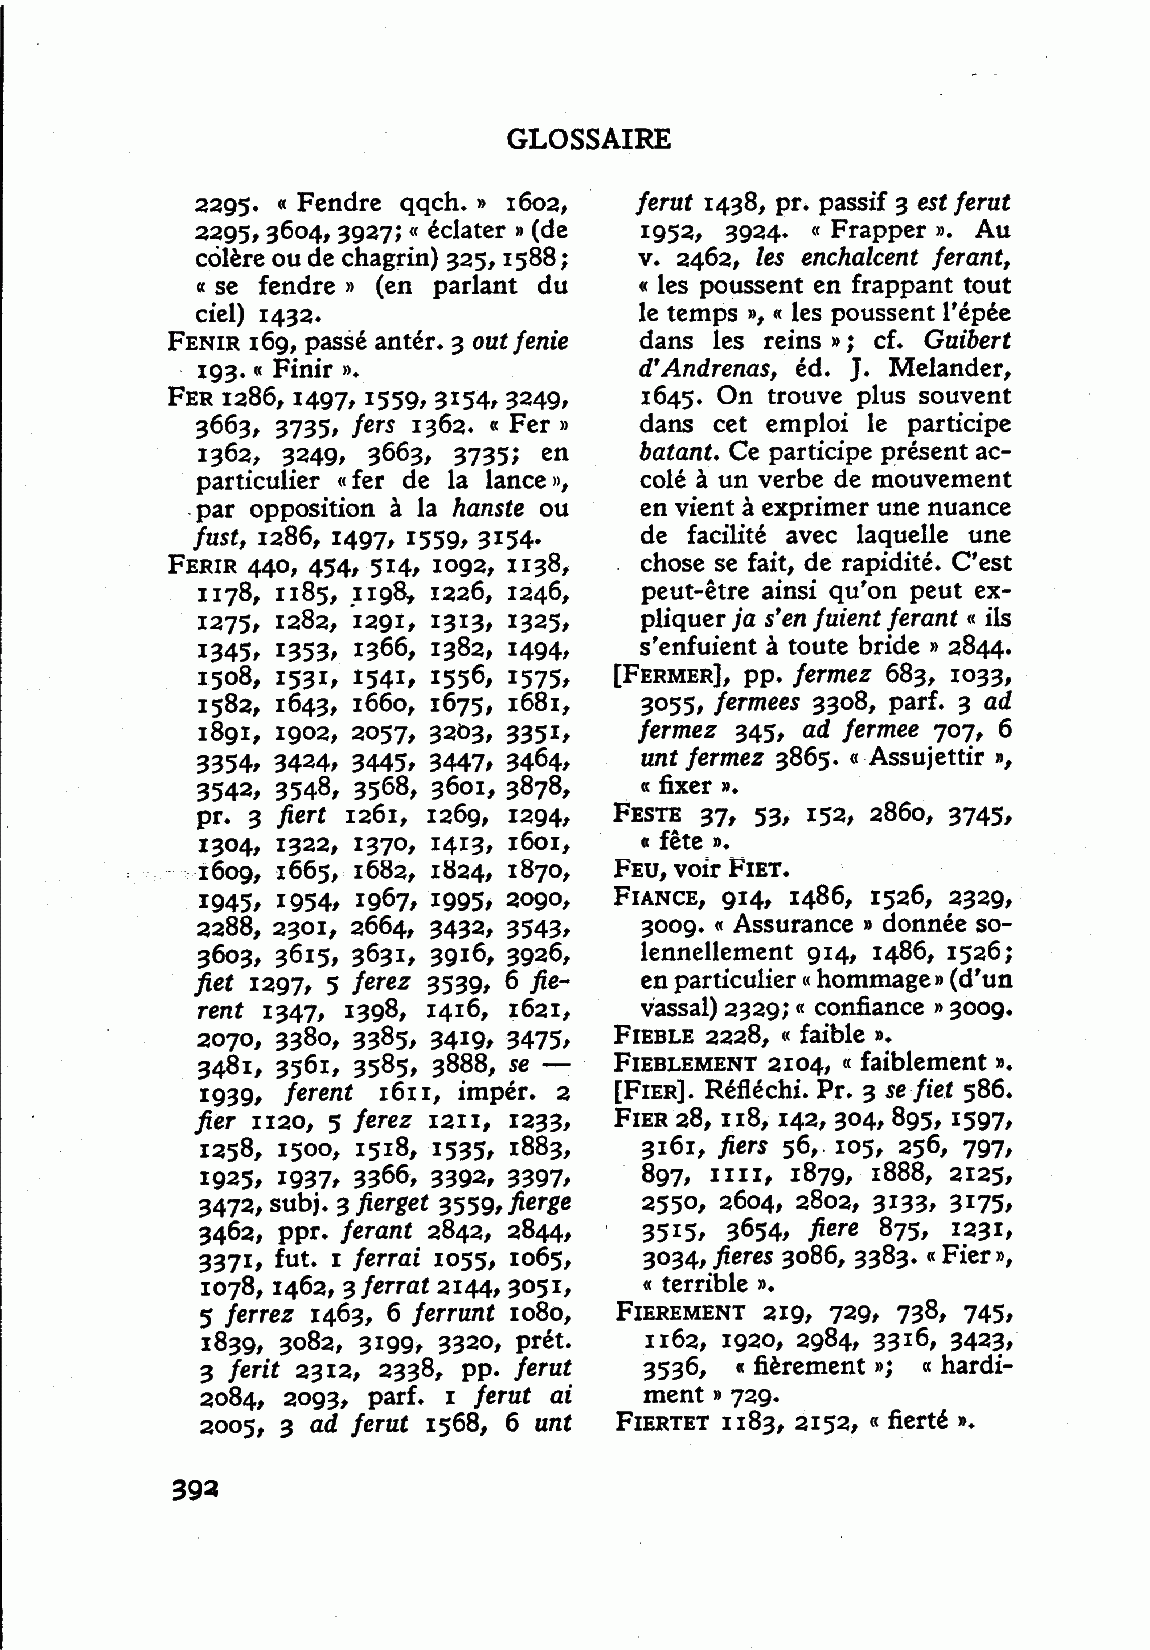 GLOSSAIRE
2295. « Fendre qqch. » 1602,
2295, 3604, 3927; « éclater » (de
colère ou de chagrin) 325, 1588;
« se fendre » (en parlant du
ciel) 1432.
FENIR 169, passé antér. 3 out fenie
193. « Finir ».
FER 1286, 1497, 1559, 3154, 3249,
3663, 3735, fers 1362. « Fer »
1362, 3249, 3663, 3735; en
particulier « fer de la lance »,
par opposition à la hanste ou
fust, 1286, 1497, 1559, 3154.
FERIR 440, 454, 514, 1092, 1138,
1178, 1185, 1198, 1226, 1246,
1275, 1282, 1291, 1313, 1325,
1345, 1353, 1366, 1382, 1494,
1508, 1531, 1541, 1556, 1575,
1582, 1643, 1660, 1675, 1681,
1891, 1902, 2057, 3203, 3351,
3354, 3424, 3445, 3447, 3464,
3542, 3548, 3568, 3601, 3878,
pr. 3 fiert 1261, 1269, 1294,
1304, 1322, 1370, 1413, 1601,
1609, 1665, 1682, 1824, 1870,
1945, 1954, 1967, 1995, 2090,
2288, 2301, 2664, 3432, 3543,
3603, 3615, 3631, 3916, 3926,
fiet 1297, 5 ferez 3539, 6 fie-
rent 1347, 1398, 1416, 1621,
2070, 3380, 3385, 3419, 3475,
3481, 3561, 3585, 3888, se —
1939, ferent 1611, impér. 2
fier 1120, 5 ferez 1211, 1233,
1258, 1500, 1518, 1535, 1883,
1925, 1937, 3366, 3392, 3397,
3472, subj. 3 fierget 3559, fierge
3462, ppr. ferant 2842, 2844,
3371, fut. 1 ferrai 1055, 1065,
1078, 1462, 3 ferrat 2144, 3051,
5 ferrez 1463, 6 ferrunt 1080,
1839, 3082, 3199, 3320, prét.
3 ferit 2312, 2338, pp. ferut
2084, 2093, parf. 1 ferut ai
2005, 3 ad ferut 1568, 6 unt
ferut 1438, pr. passif 3 est ferut
1952, 3924. « Frapper ». Au
v. 2462, les enchalcent ferant,
« les poussent en frappant tout
le temps », « les poussent l'épée
dans les reins »; cf. Guibert
d'Andrenas, éd. J. Melander,
1645. On trouve plus souvent
dans cet emploi le participe
batant. Ce participe présent ac-
colé à un verbe de mouvement
en vient à exprimer une nuance
de facilité avec laquelle une
chose se fait, de rapidité. C'est
peut-être ainsi qu'on peut ex-
pliquer ja s'en fuient ferant « ils
s'enfuient à toute bride » 2844.
[FERMER], pp. fermez 683, 1033,
3055, fermees 3308, parf. 3 ad
fermez 345, ad fermee 707, 6
unt fermez 3865. « Assujettir »,
« fixer ».
FESTE 37, 53, 152, 2860, 3745,
« fête ».
FEU, voir FIET.
FIANCE, 914, 1486, 1526, 2329,
3009. « Assurance » donnée so-
lennellement 914, 1486, 1526;
en particulier « hommage » (d'un
vassal) 2329; « confiance » 3009.
FIEBLE 2228, « faible ».
FIEBLEMENT 2104, « faiblement ».
[FIER]. Réfléchi. Pr. 3 se fiet 586.
FIER 28, 118, 142, 304, 895, 1597,
3161, fiers 56, 105, 256, 797,
897, 1111, 1879, 1888, 2125,
2550, 2604, 2802, 3133, 3175,
3515, 3654, fiere 875, 1231,
3034, fieres 3086, 3383. « Fier »,
« terrible ».
FIEREMENT 219, 729, 738, 745,
1162, 1920, 2984, 3316, 3423,
3536, « fièrement »; « hardi-
ment » 729.
FIERTET 1183, 2152, « fierté ».
392